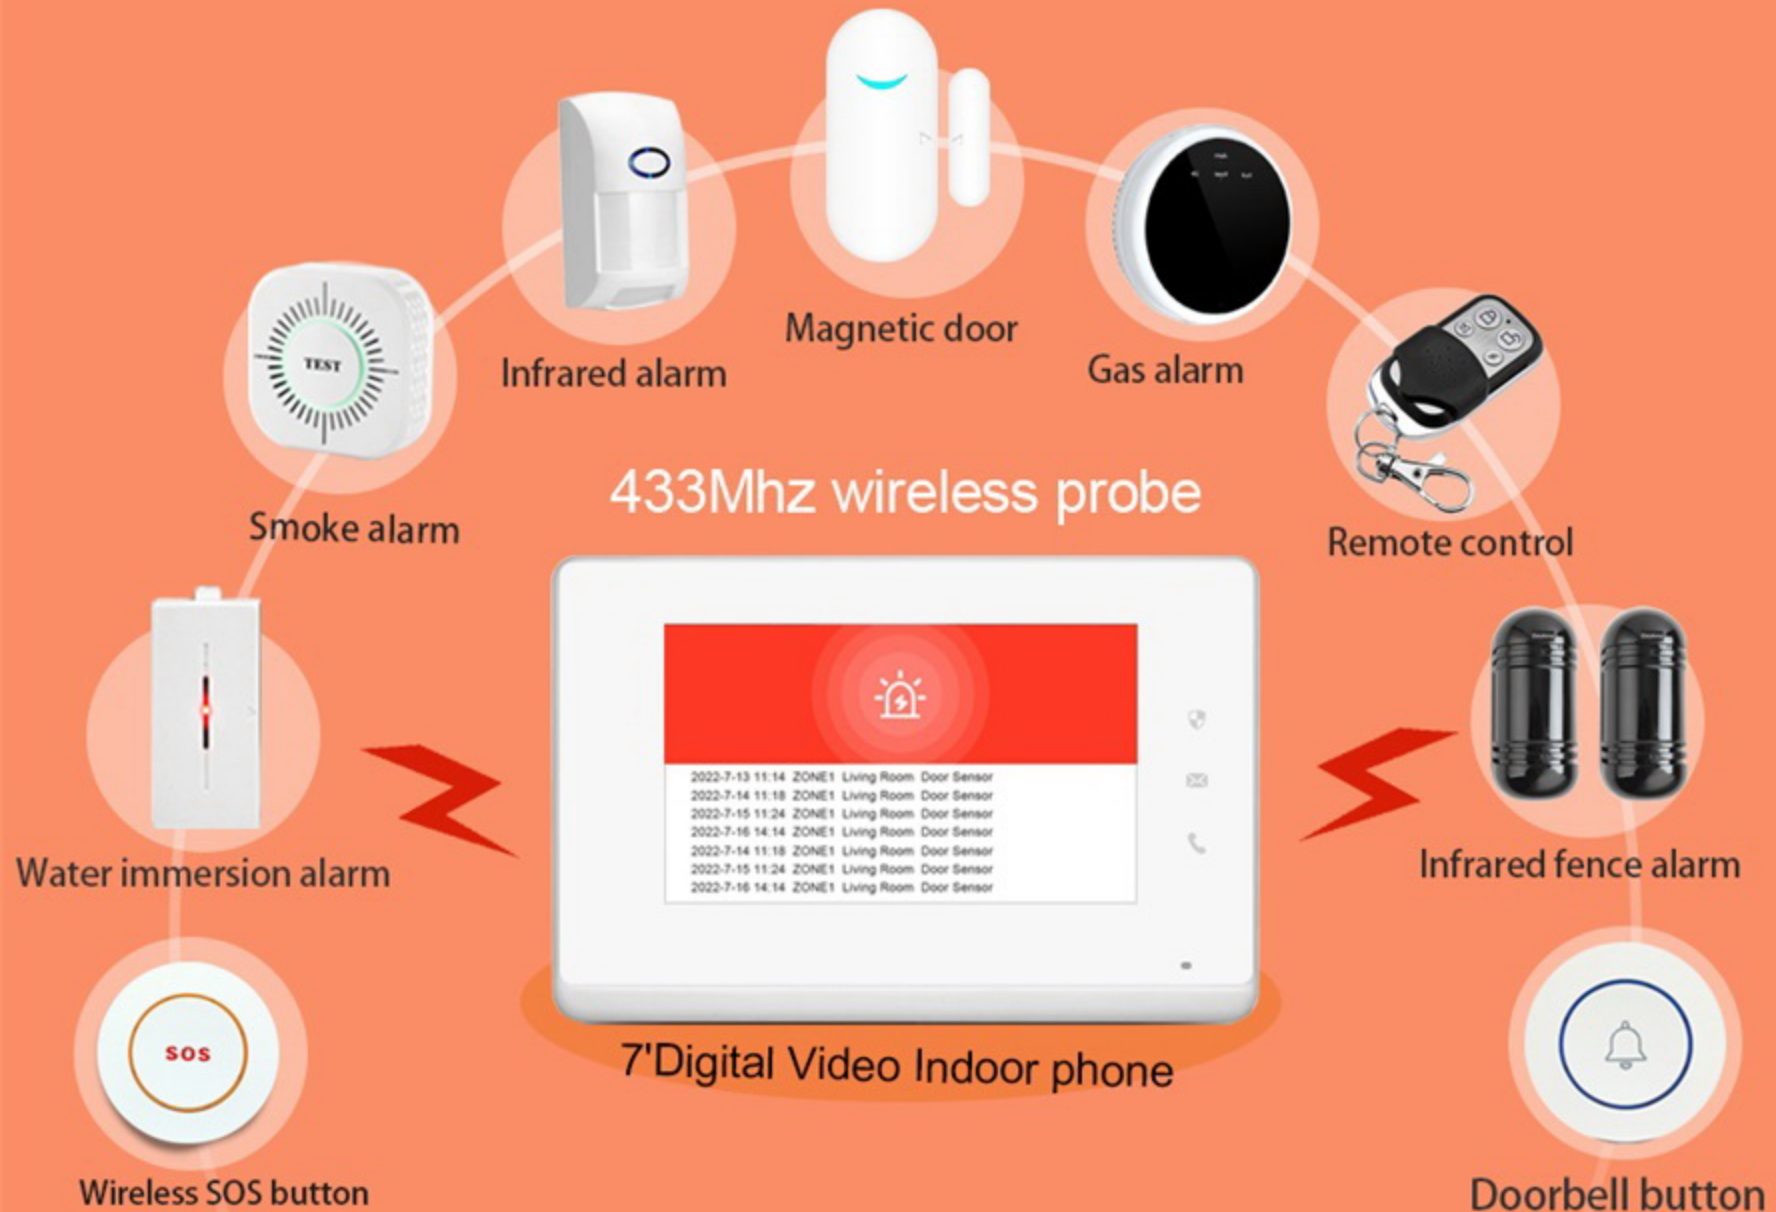 Magnetic door
Infrared alarm
Gas alarm
TEST
Smoke alarm
433Mhz wireless probe
Remote control
2022-7-13 11:14 ZONE1 Living Room Door Sensor
2022-7-14 11:18 ZONE1 Living Room Door Sensor
2022-7-15 11:24 ZONE1 Living Room Door Sensor
2022-7-16 14:14 ZONE1 Living Room Door Sensor
2022-7-14 11:18 ZONE1 Living Room Door Sensor
2022-7-15 11:24 ZONE1 Living Room Door Sensor
2022-7-16 14:14 ZONE1 Living Room Door Sensor
Water immersion alarm
Infrared fence alarm
SOS
7'Digital Video Indoor phone
Wireless SOS button
Doorbell button